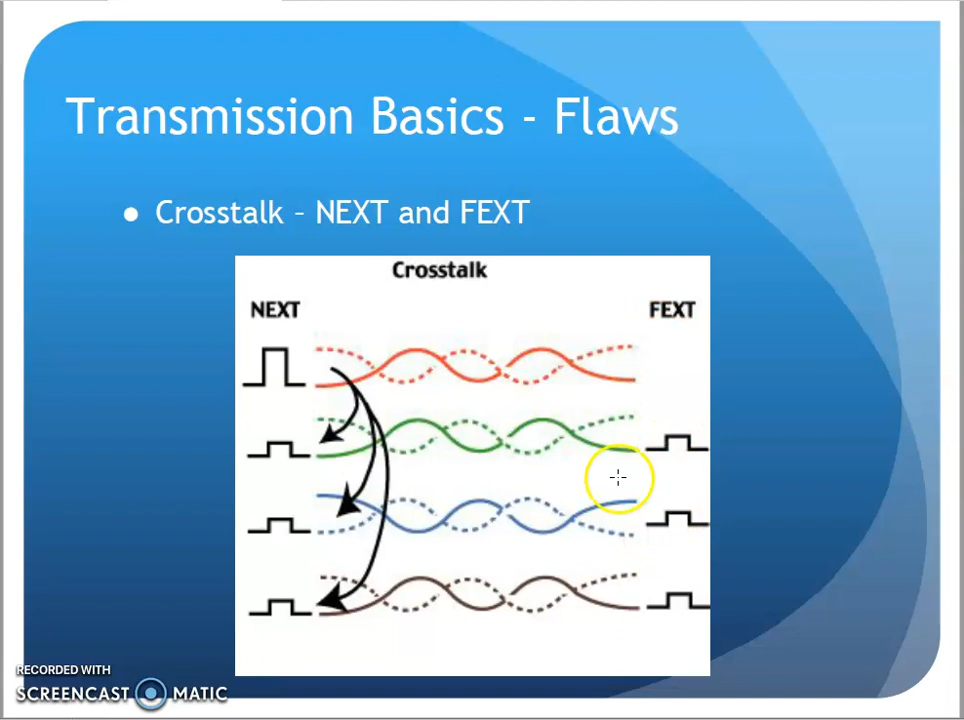 Transmission Basics - Flaws
● Crosstalk – NEXT and FEXT
Crosstalk
NEXT
FEXT
RECORDED WITH
SCREENCAST MATIC